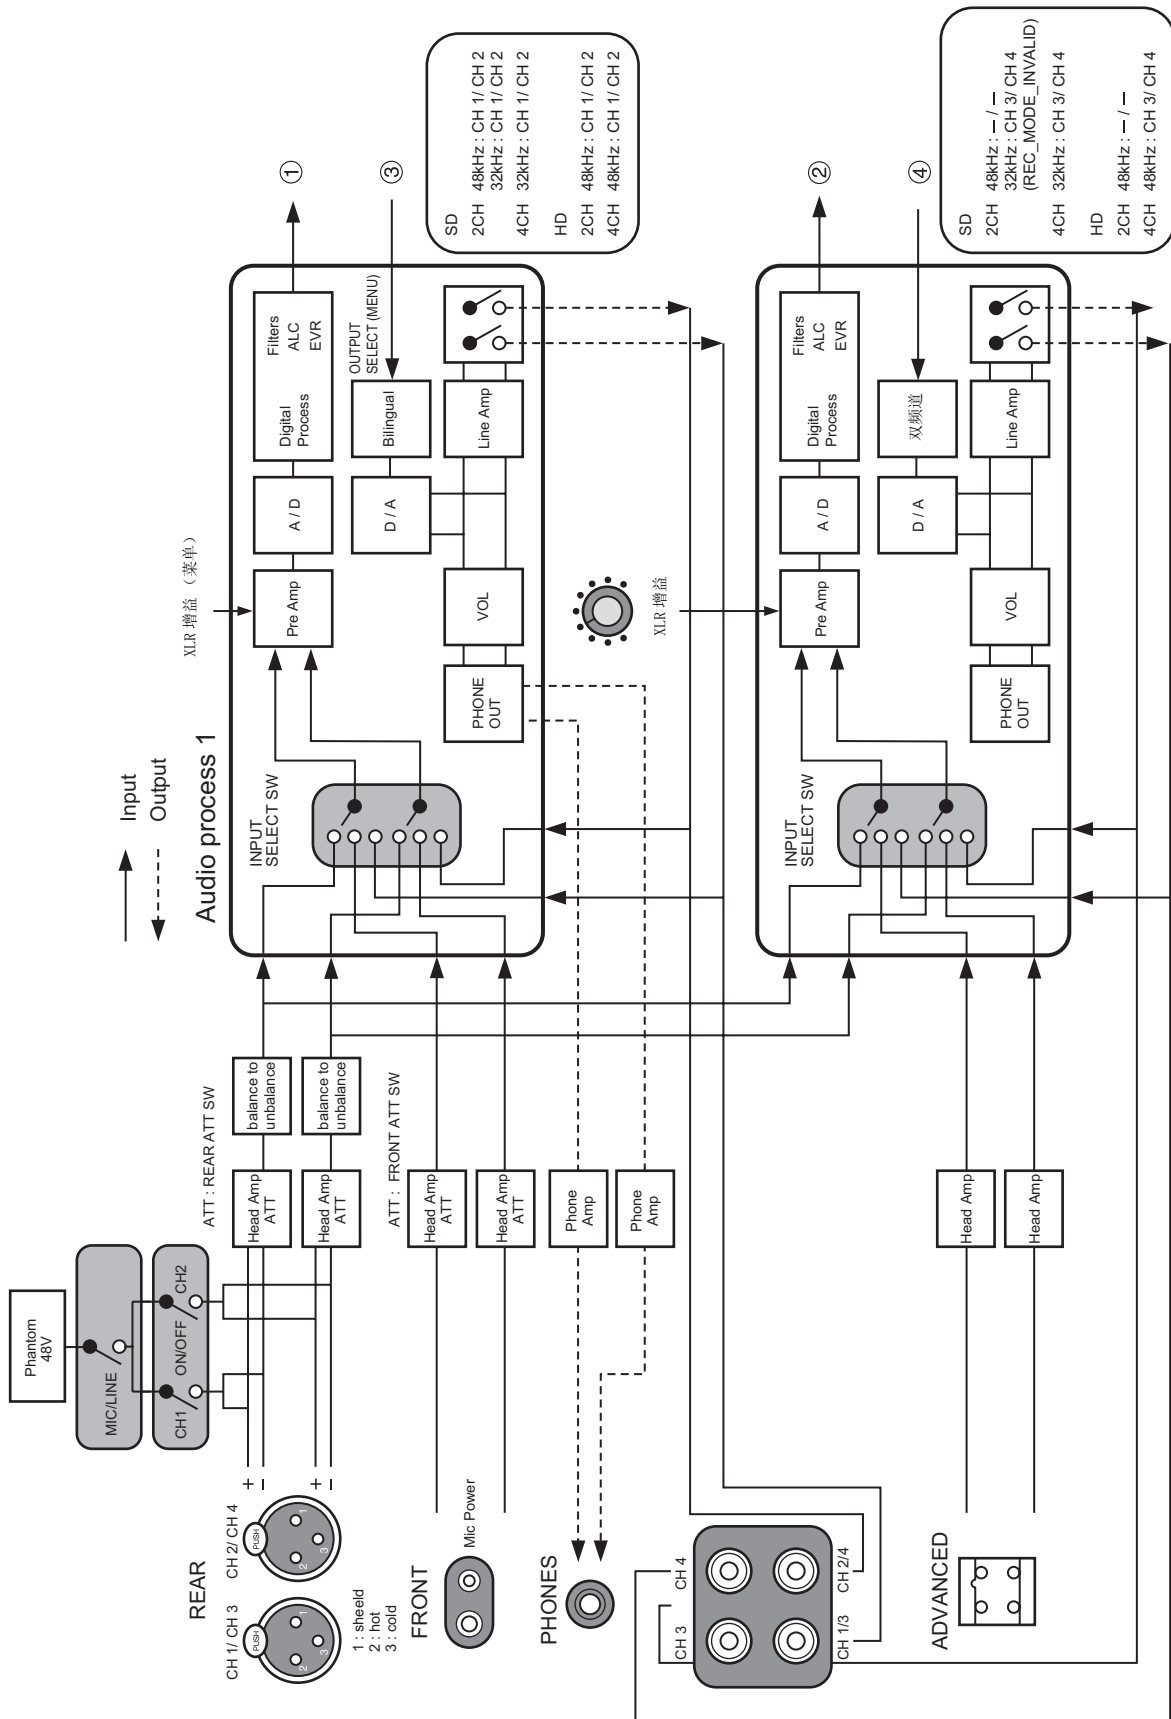 Phantom
48V
MIC/LINE
CH1 ON/OFF CH2
REAR
CH 1/ CH 3
CH 2/ CH 4
PUSH
1
2
3
PUSH
1
2
3
1 : sheeld
2 : hot
3 : cold
+
−
+
−
ATT : REAR ATT SW
Head Amp
ATT
Head Amp
ATT
balance to
unbalance
balance to
unbalance
FRONT
Mic Power
ATT : FRONT ATT SW
Head Amp
ATT
Head Amp
ATT
PHONES
Phone
Amp
Phone
Amp
CH 3
CH 4
CH 1/3
CH 2/4
ADVANCED
Head Amp
Head Amp
Input
Output
Audio process 1
INPUT
SELECT SW
XLR 增益 （菜单）
Pre Amp
A / D
Digital
Process
Filters
ALC
EVR
①
OUTPUT
SELECT (MENU)
D / A
Bilingual
③
PHONE
OUT
VOL
Line Amp
SD
2CH 48kHz : CH 1/ CH 2
32kHz : CH 1/ CH 2
4CH 32kHz : CH 1/ CH 2
HD
2CH 48kHz : CH 1/ CH 2
4CH 48kHz : CH 1/ CH 2
XLR 增益
INPUT
SELECT SW
Pre Amp
A / D
Digital
Process
Filters
ALC
EVR
②
D / A
双频道
④
PHONE
OUT
VOL
Line Amp
SD
2CH 48kHz : — / —
32kHz : CH 3/ CH 4
(REC_MODE_INVALID)
4CH 32kHz : CH 3/ CH 4
HD
2CH 48kHz : — / —
4CH 48kHz : CH 3/ CH 4